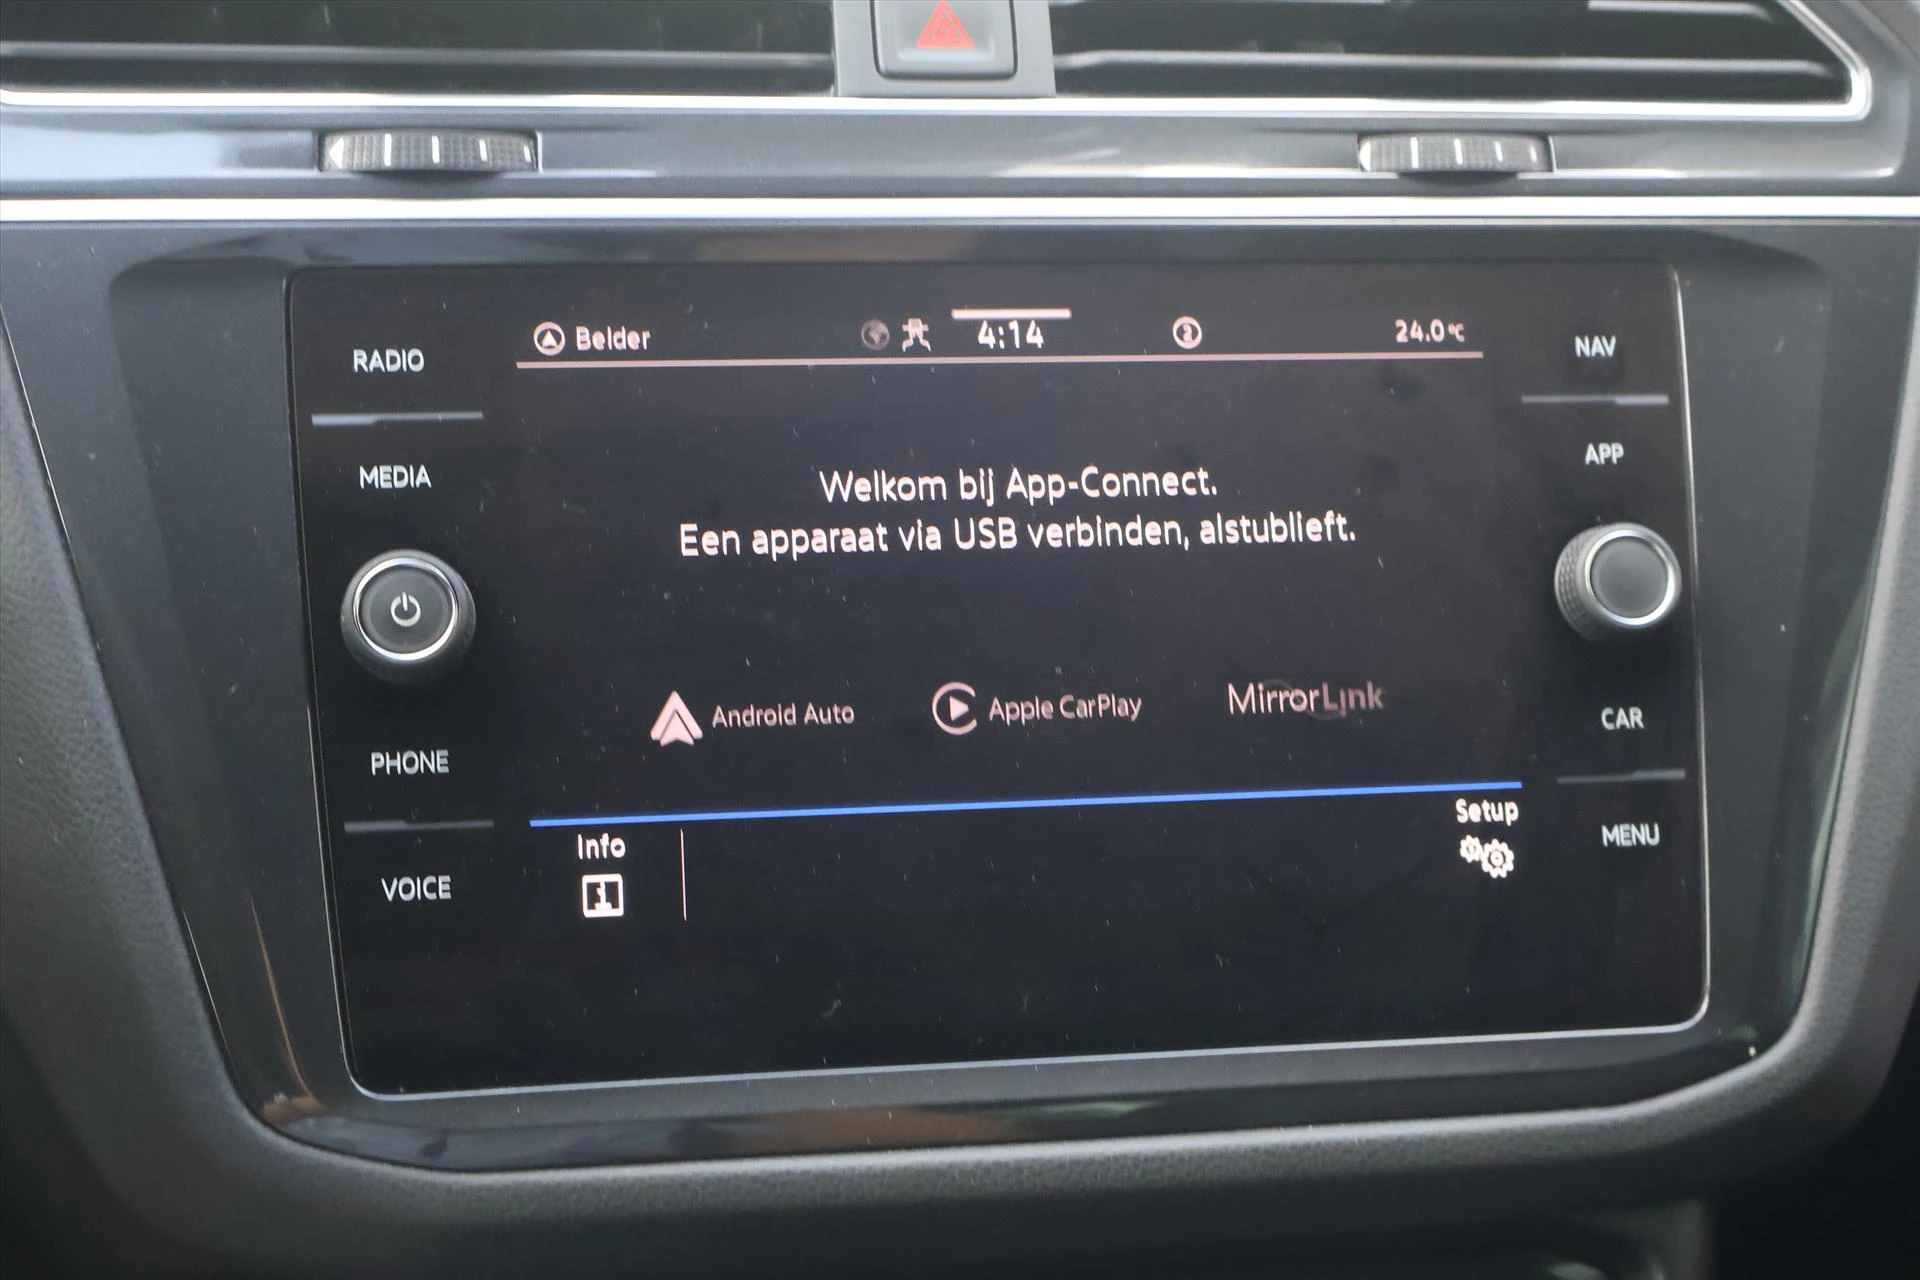 Belder
4:14
2
24.0°C
RADIO
MEDIA
PHONE
VOICE
NAV
APP
CAR
MENU
Welkom bij App-Connect.
Een apparaat via USB verbinden, alstublieft.
Android Auto
Apple CarPlay
MirrorLink
Info
Setup